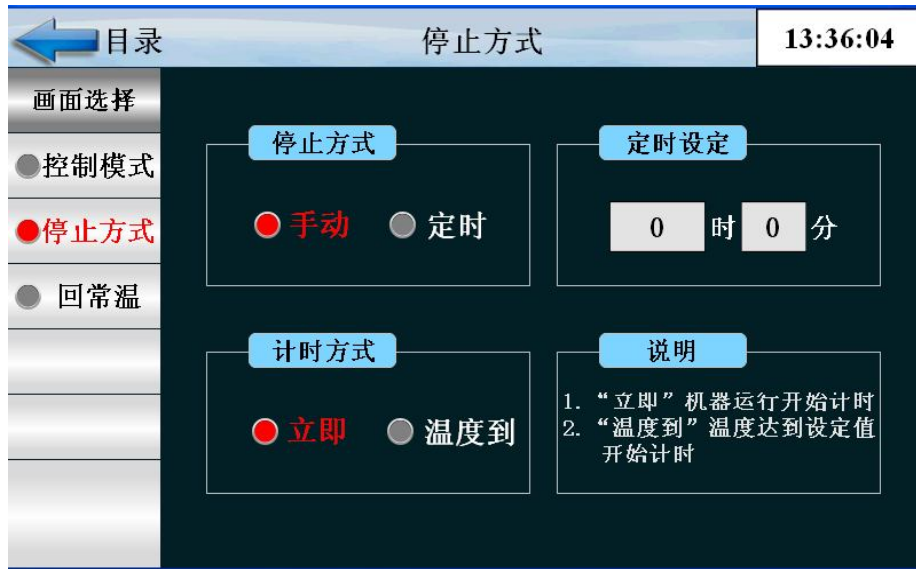 目录
停止方式
13:36:04
画面选择
控制模式
停止方式
回常温
停止方式
手动
定时
定时设定
0 时 0 分
计时方式
立即
温度到
说明
1. “立即”机器运行开始计时
2. “温度到”温度达到设定值
开始计时